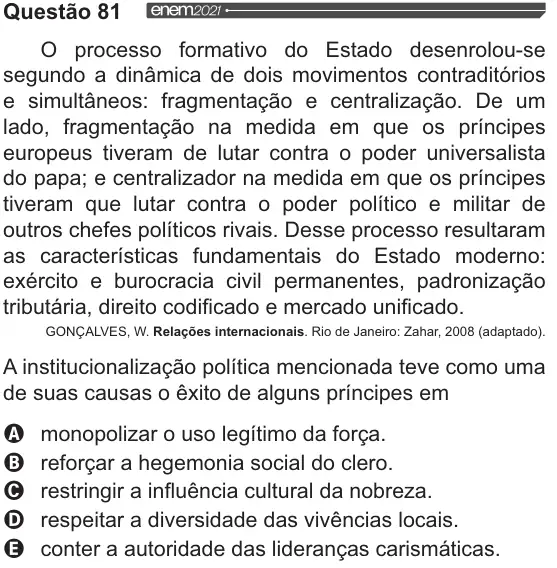 Questão 81 enem2021
O processo formativo do Estado desenrolou-se
segundo a dinâmica de dois movimentos contraditórios
e simultâneos: fragmentação e centralização. De um
lado, fragmentação na medida em que os príncipes
europeus tiveram de lutar contra o poder universalista
do papa; e centralizador na medida em que os príncipes
tiveram que lutar contra o poder político e militar de
outros chefes políticos rivais. Desse processo resultaram
as características fundamentais do Estado moderno:
exército e burocracia civil permanentes, padronização
tributária, direito codificado e mercado unificado.
GONÇALVES, W. Relações internacionais. Rio de Janeiro: Zahar, 2008 (adaptado).
A institucionalização política mencionada teve como uma
de suas causas o êxito de alguns príncipes em
A monopolizar o uso legítimo da força.
B reforçar a hegemonia social do clero.
C restringir a influência cultural da nobreza.
D respeitar a diversidade das vivências locais.
E conter a autoridade das lideranças carismáticas.